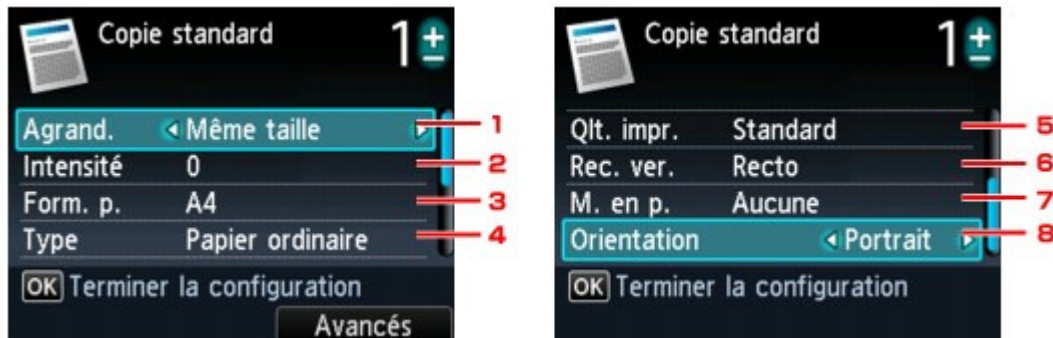 Copie standard 1
Agrand. Même taille 1
Intensité 0 2
Form. p. A4 3
Type Papier ordinaire 4
OK Terminer la configuration
Avancés
Copie standard 1
Qlt. impr. Standard 5
Rec. ver. Recto 6
M. en p. Aucune 7
Orientation Portrait 8
OK Terminer la configuration